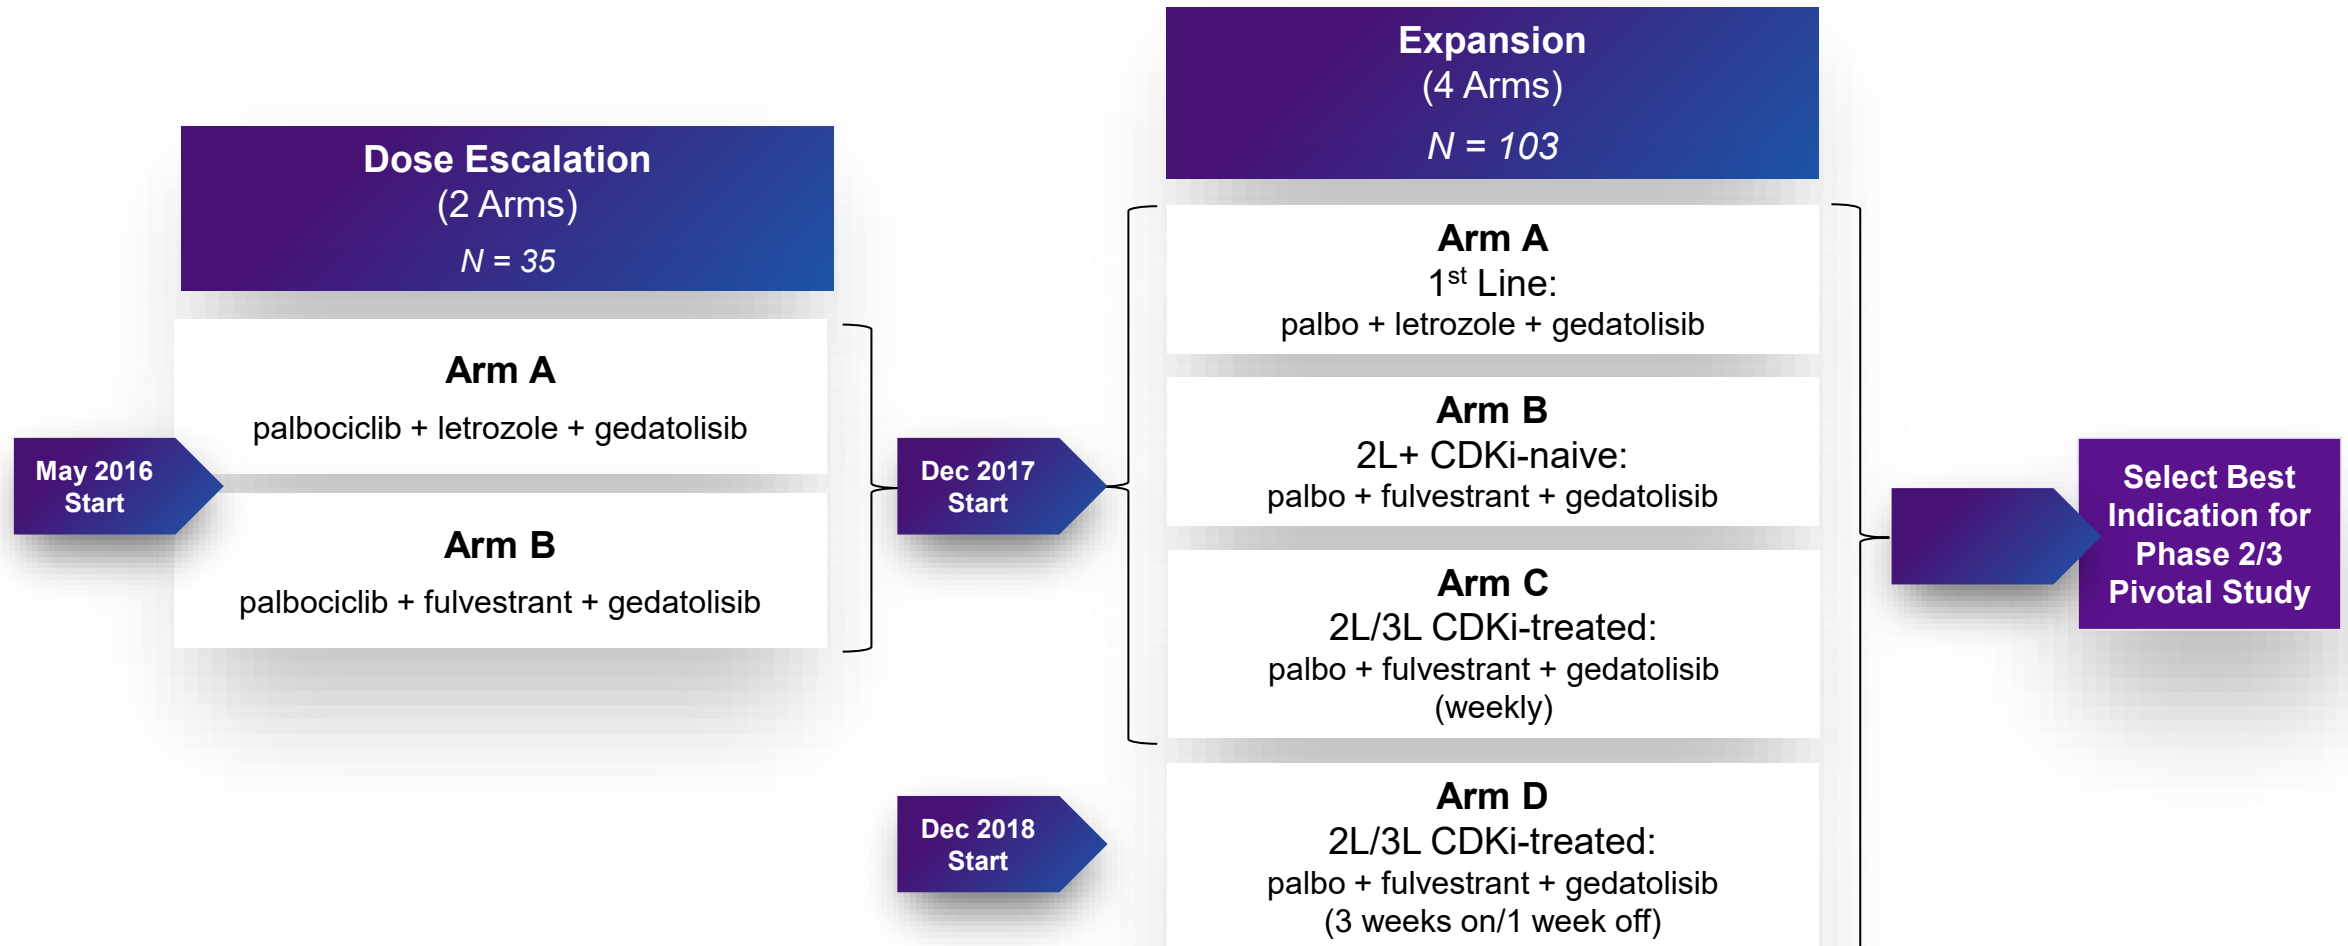 May 2016
Start
Dose Escalation
(2 Arms)
N = 35
Arm A
palbociclib + letrozole + gedatolisib
Arm B
palbociclib + fulvestrant + gedatolisib
Dec 2017
Start
Dec 2018
Start
Expansion
(4 Arms)
N = 103
Arm A
1st Line:
palbo + letrozole + gedatolisib
Arm B
2L+ CDKi-naive:
palbo + fulvestrant + gedatolisib
Arm C
2L/3L CDKi-treated:
palbo + fulvestrant + gedatolisib
(weekly)
Arm D
2L/3L CDKi-treated:
palbo + fulvestrant + gedatolisib
(3 weeks on/1 week off)
Select Best
Indication for
Phase 2/3
Pivotal Study